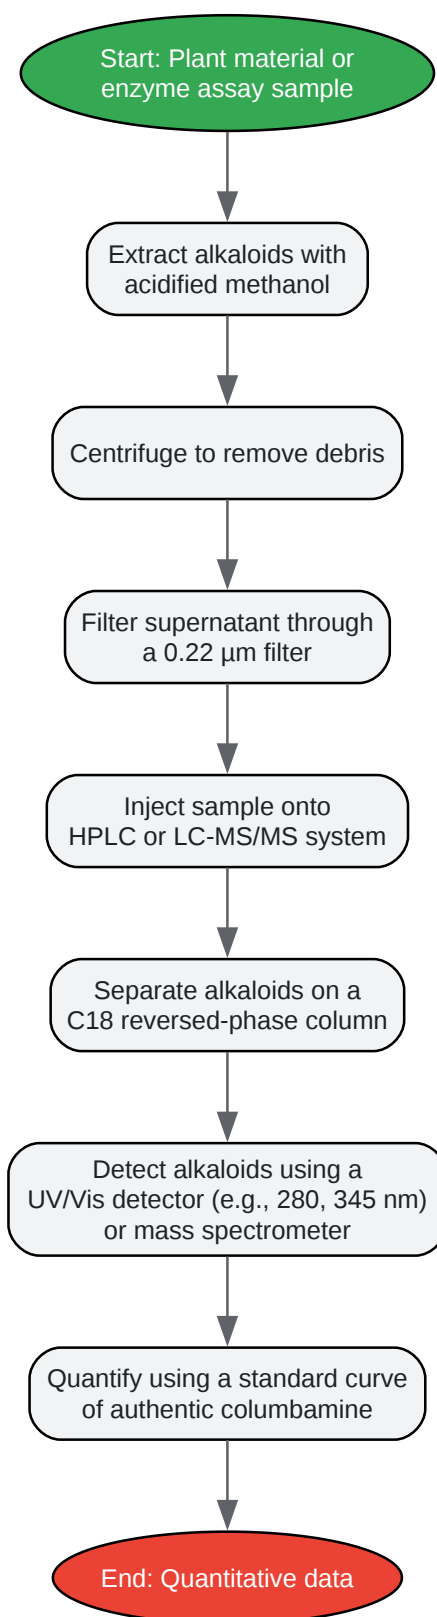 Start: Plant material or
enzyme assay sample
Extract alkaloids with
acidified methanol
Centrifuge to remove debris
Filter supernatant through
a 0.22 µm filter
Inject sample onto
HPLC or LC-MS/MS system
Separate alkaloids on a
C18 reversed-phase column
Detect alkaloids using a
UV/Vis detector (e.g., 280, 345 nm)
or mass spectrometer
Quantify using a standard curve
of authentic columbamine
End: Quantitative data